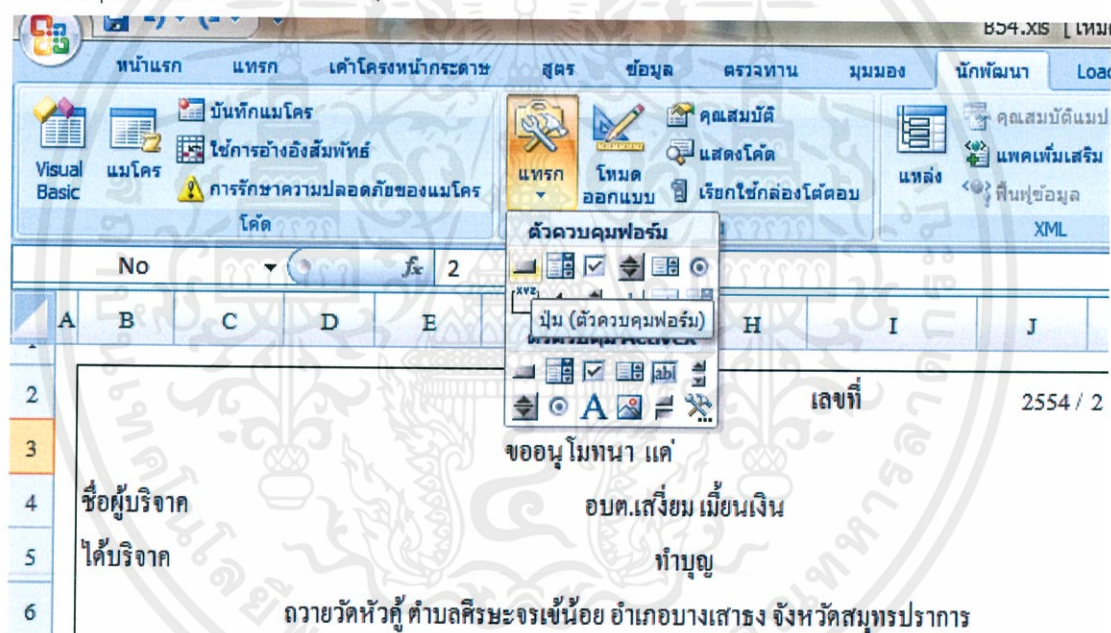 B54.xls [โหมด
หน้าแรก แทรก เค้าโครงหน้ากระดาษ สูตร ข้อมูล ตรวจทาน มุมมอง นักพัฒนา Load
Visual Basic
แมโคร
บันทึกแมโคร
ใช้การอ้างอิงสัมพัทธ์
การรักษาความปลอดภัยของแมโคร
โค้ด
แทรก
โหมด
ออกแบบ
คุณสมบัติ
แสดงโค้ด
เรียกใช้กล่องโต้ตอบ
แหล่ง
คุณสมบัติแมป
แพคเพิ่มเสริม
ฟื้นฟูข้อมูล
XML
ตัวควบคุมฟอร์ม
No fx 2
ปุ่ม (ตัวควบคุมฟอร์ม)
ตัวควบคุม ActiveX
A B C D E H I J
2 เลขที่ 2554 / 2
3 ขออนุโมทนา แด่
4 ชื่อผู้บริจาค อบต.เสงี่ยม เมี้ยนเงิน
5 ได้บริจาค ทำบุญ
6 ถวายวัดหัวคู้ ตำบลศีรษะจรเข้น้อย อำเภอบางเสาธง จังหวัดสมุทรปราการ